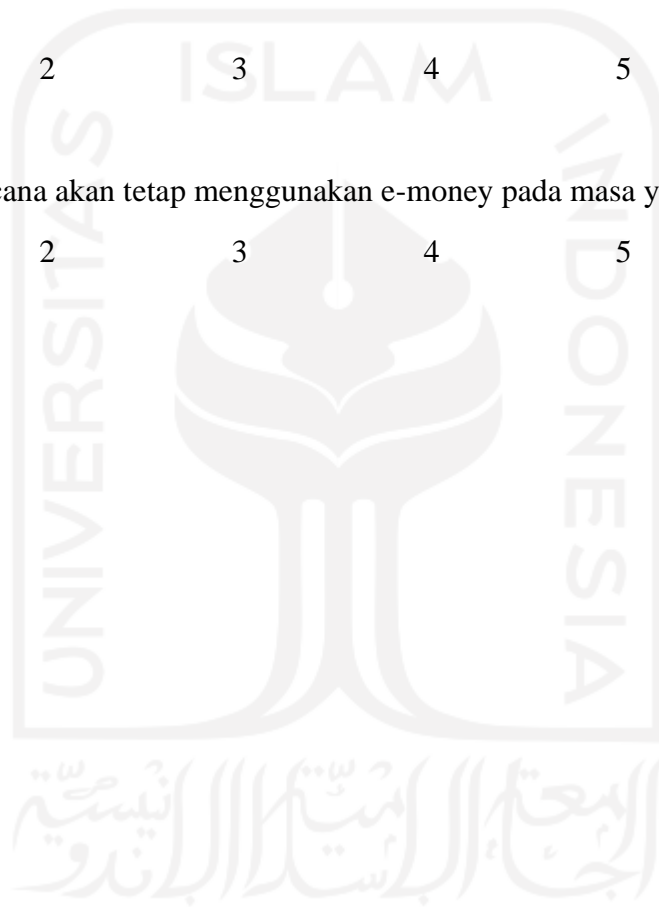 2 3 4 5
cana akan tetap menggunakan e-money pada masa y
2 3 4 5
UNIVERSITAS
ISLAM
INDONESIA